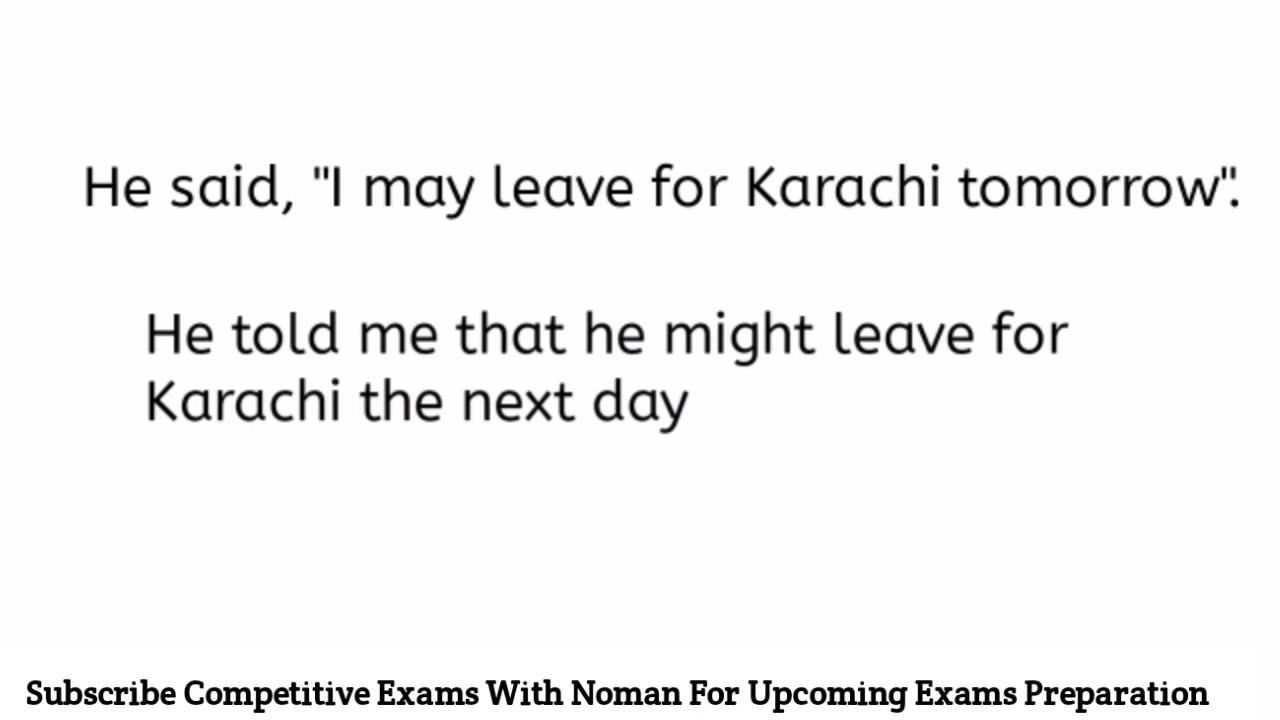 He said, "I may leave for Karachi tomorrow".
He told me that he might leave for
Karachi the next day
Subscribe Competitive Exams With Noman For Upcoming Exams Preparation